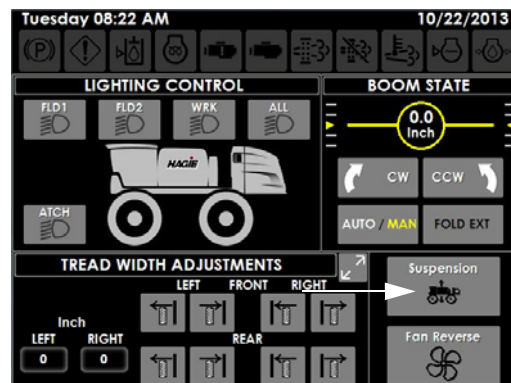 Tuesday 08:22 AM 10/22/2013
LIGHTING CONTROL
FLD1 FLD2 WRK ALL
HAGIE
ATCH
BOOM STATE
0.0
Inch
CW CCW
AUTO / MAN FOLD EXT
TREAD WIDTH ADJUSTMENTS
LEFT FRONT RIGHT
Inch
LEFT RIGHT
0 0
REAR
Suspension
Fan Reverse